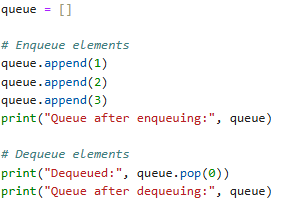 queue = []
# Enqueue elements
queue.append(1)
queue.append(2)
queue.append(3)
print("Queue after enqueuing:", queue)
# Dequeue elements
print("Dequeued:", queue.pop(0))
print("Queue after dequeuing:", queue)